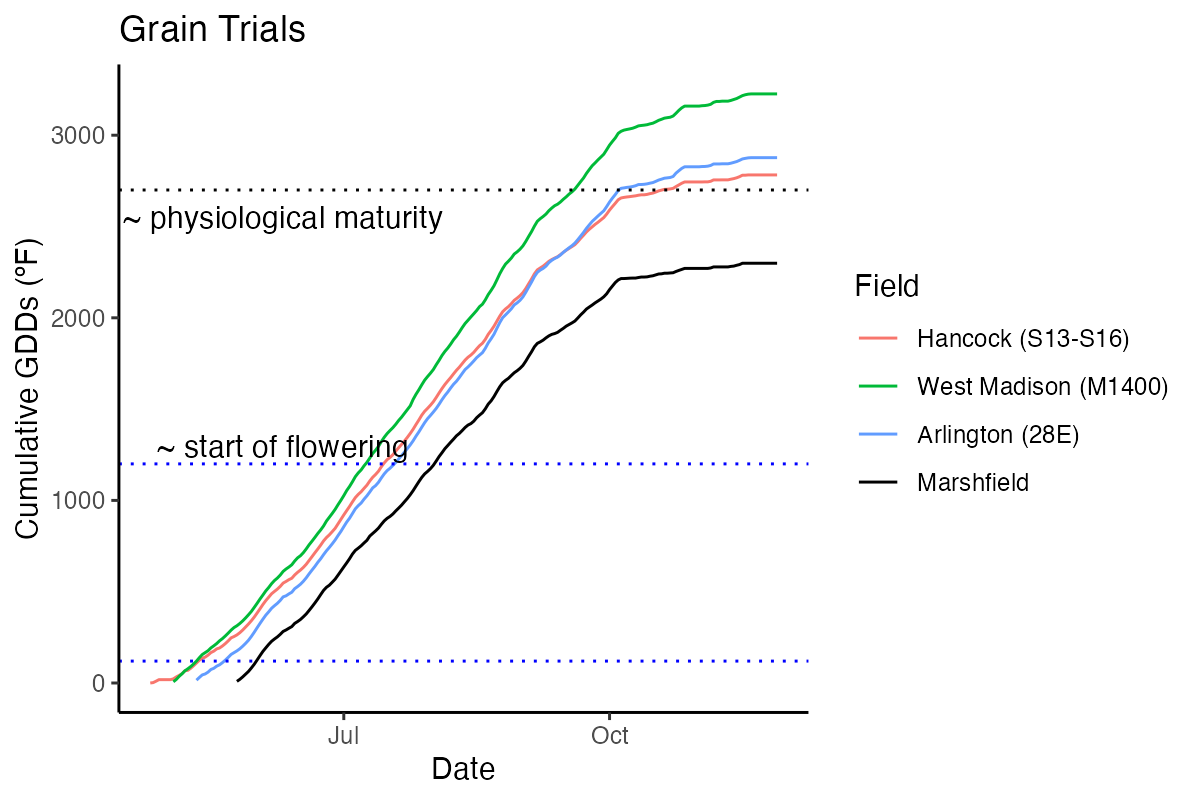 Grain Trials
Cumulative GDDs (°F)
3000
2000
1000
0
~ physiological maturity
~ start of flowering
Jul
Oct
Date
Field
Hancock (S13-S16)
West Madison (M1400)
Arlington (28E)
Marshfield